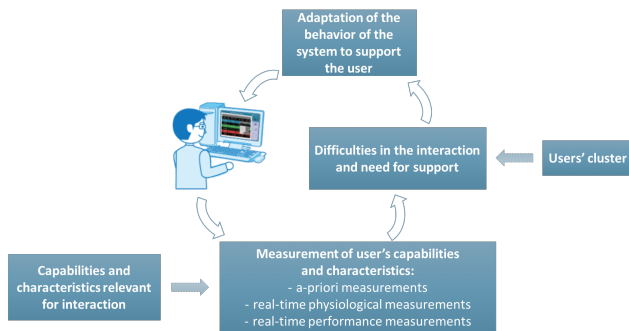 Adaptation of the
behavior of the
system to support
the user
Difficulties in the interaction
and need for support
Users' cluster
Measurement of user's capabilities
and characteristics:
- a-priori measurements
- real-time physiological measurements
- real-time performance measurements
Capabilities and
characteristics relevant
for interaction